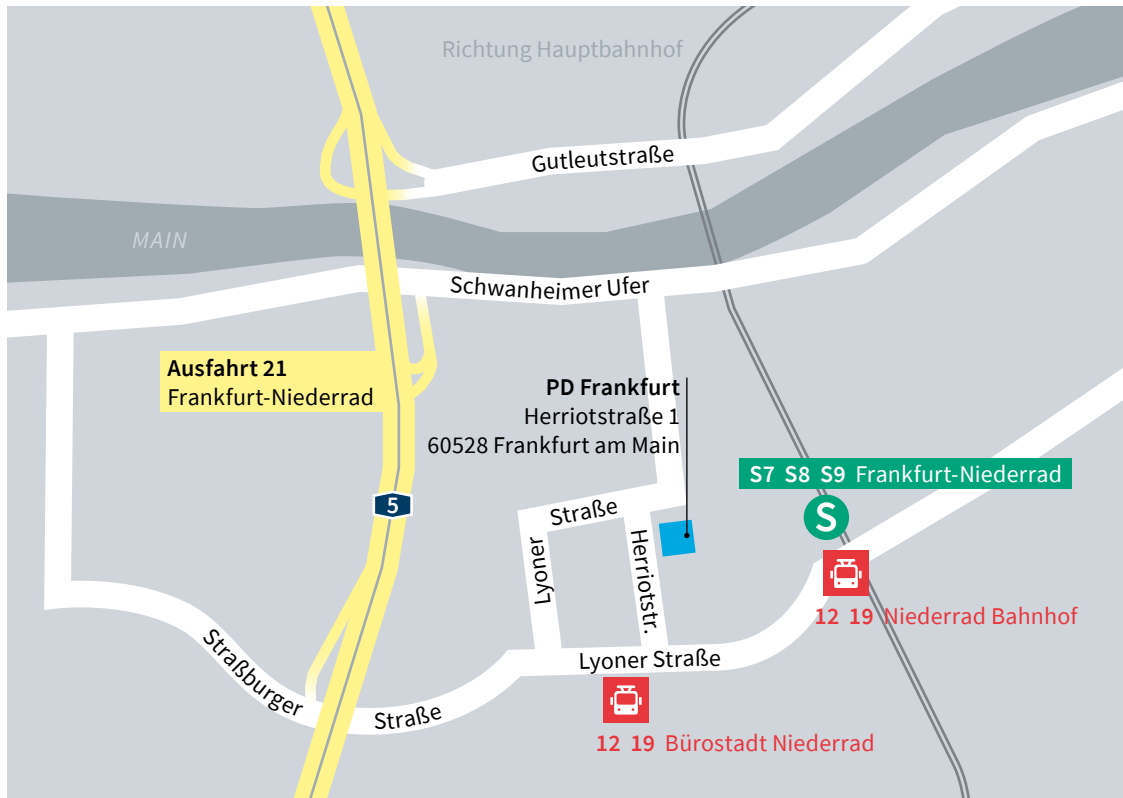 Richtung Hauptbahnhof
Gutleutstraße
MAIN
Schwanheimer Ufer
Ausfahrt 21
Frankfurt-Niederrad
PD Frankfurt
Herriotstraße 1
60528 Frankfurt am Main
S7 S8 S9 Frankfurt-Niederrad
5
S
Straße
Lyoner
Herriotstr.
12 19 Niederrad Bahnhof
Straßburger
Straße
Lyoner Straße
12 19 Bürostadt Niederrad